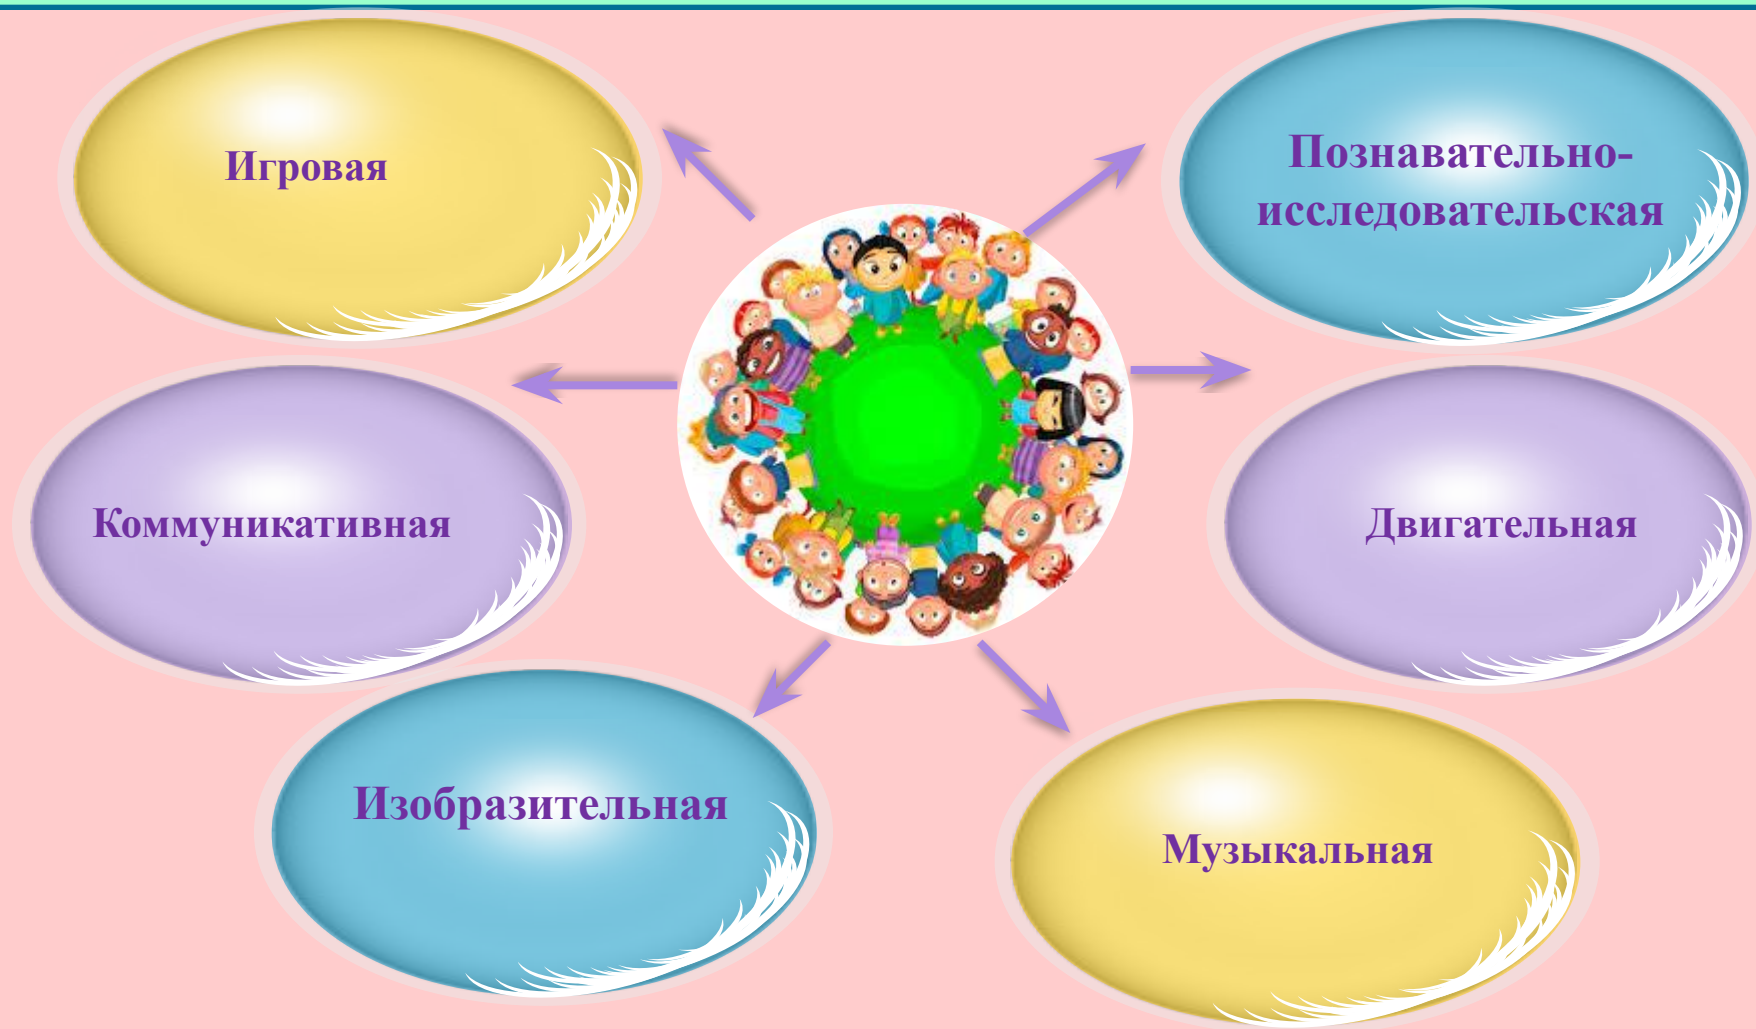 Игровая
Познавательно-
исследовательская
Коммуникативная
Двигательная
Изобразительная
Музыкальная